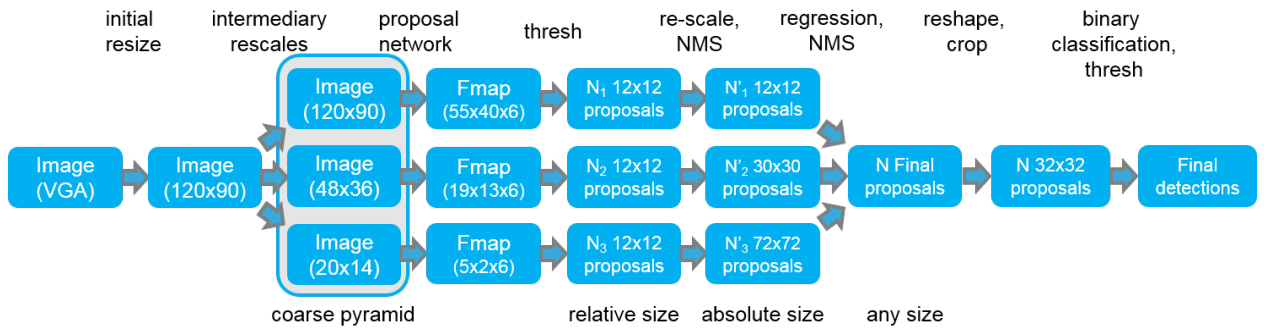 initial
resize
intermediary
rescales
proposal
network
thresh
re-scale,
NMS
regression,
NMS
reshape,
crop
binary
classification,
thresh
Image
(VGA)
Image
(120x90)
Image
(120x90)
Image
(48x36)
Image
(20x14)
Fmap
(55x40x6)
Fmap
(19x13x6)
Fmap
(5x2x6)
N₁ 12x12
proposals
N₂ 12x12
proposals
N₃ 12x12
proposals
N'₁ 12x12
proposals
N'₂ 30x30
proposals
N'₃ 72x72
proposals
N Final
proposals
N 32x32
proposals
Final
detections
coarse pyramid
relative size
absolute size
any size